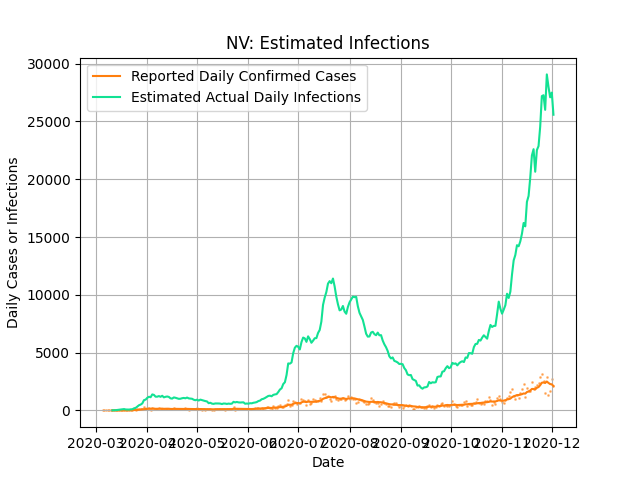 NV: Estimated Infections
Reported Daily Confirmed Cases
Estimated Actual Daily Infections
30000
25000
20000
15000
10000
5000
0
Daily Cases or Infections
2020-03 2020-04 2020-05 2020-06 2020-07 2020-08 2020-09 2020-10 2020-11 2020-12
Date